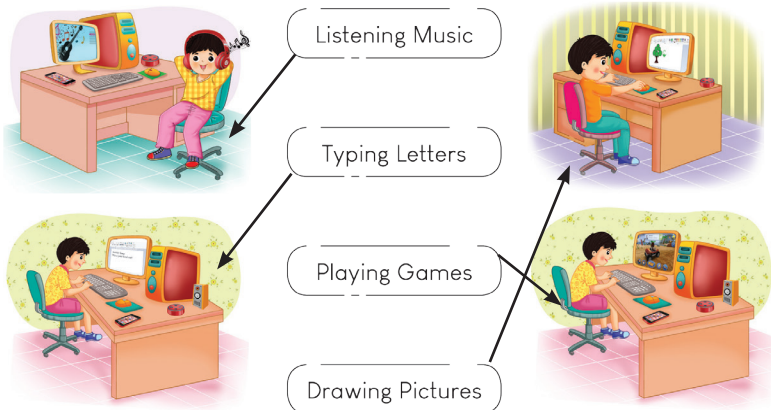 Listening Music
Typing Letters
Playing Games
Drawing Pictures